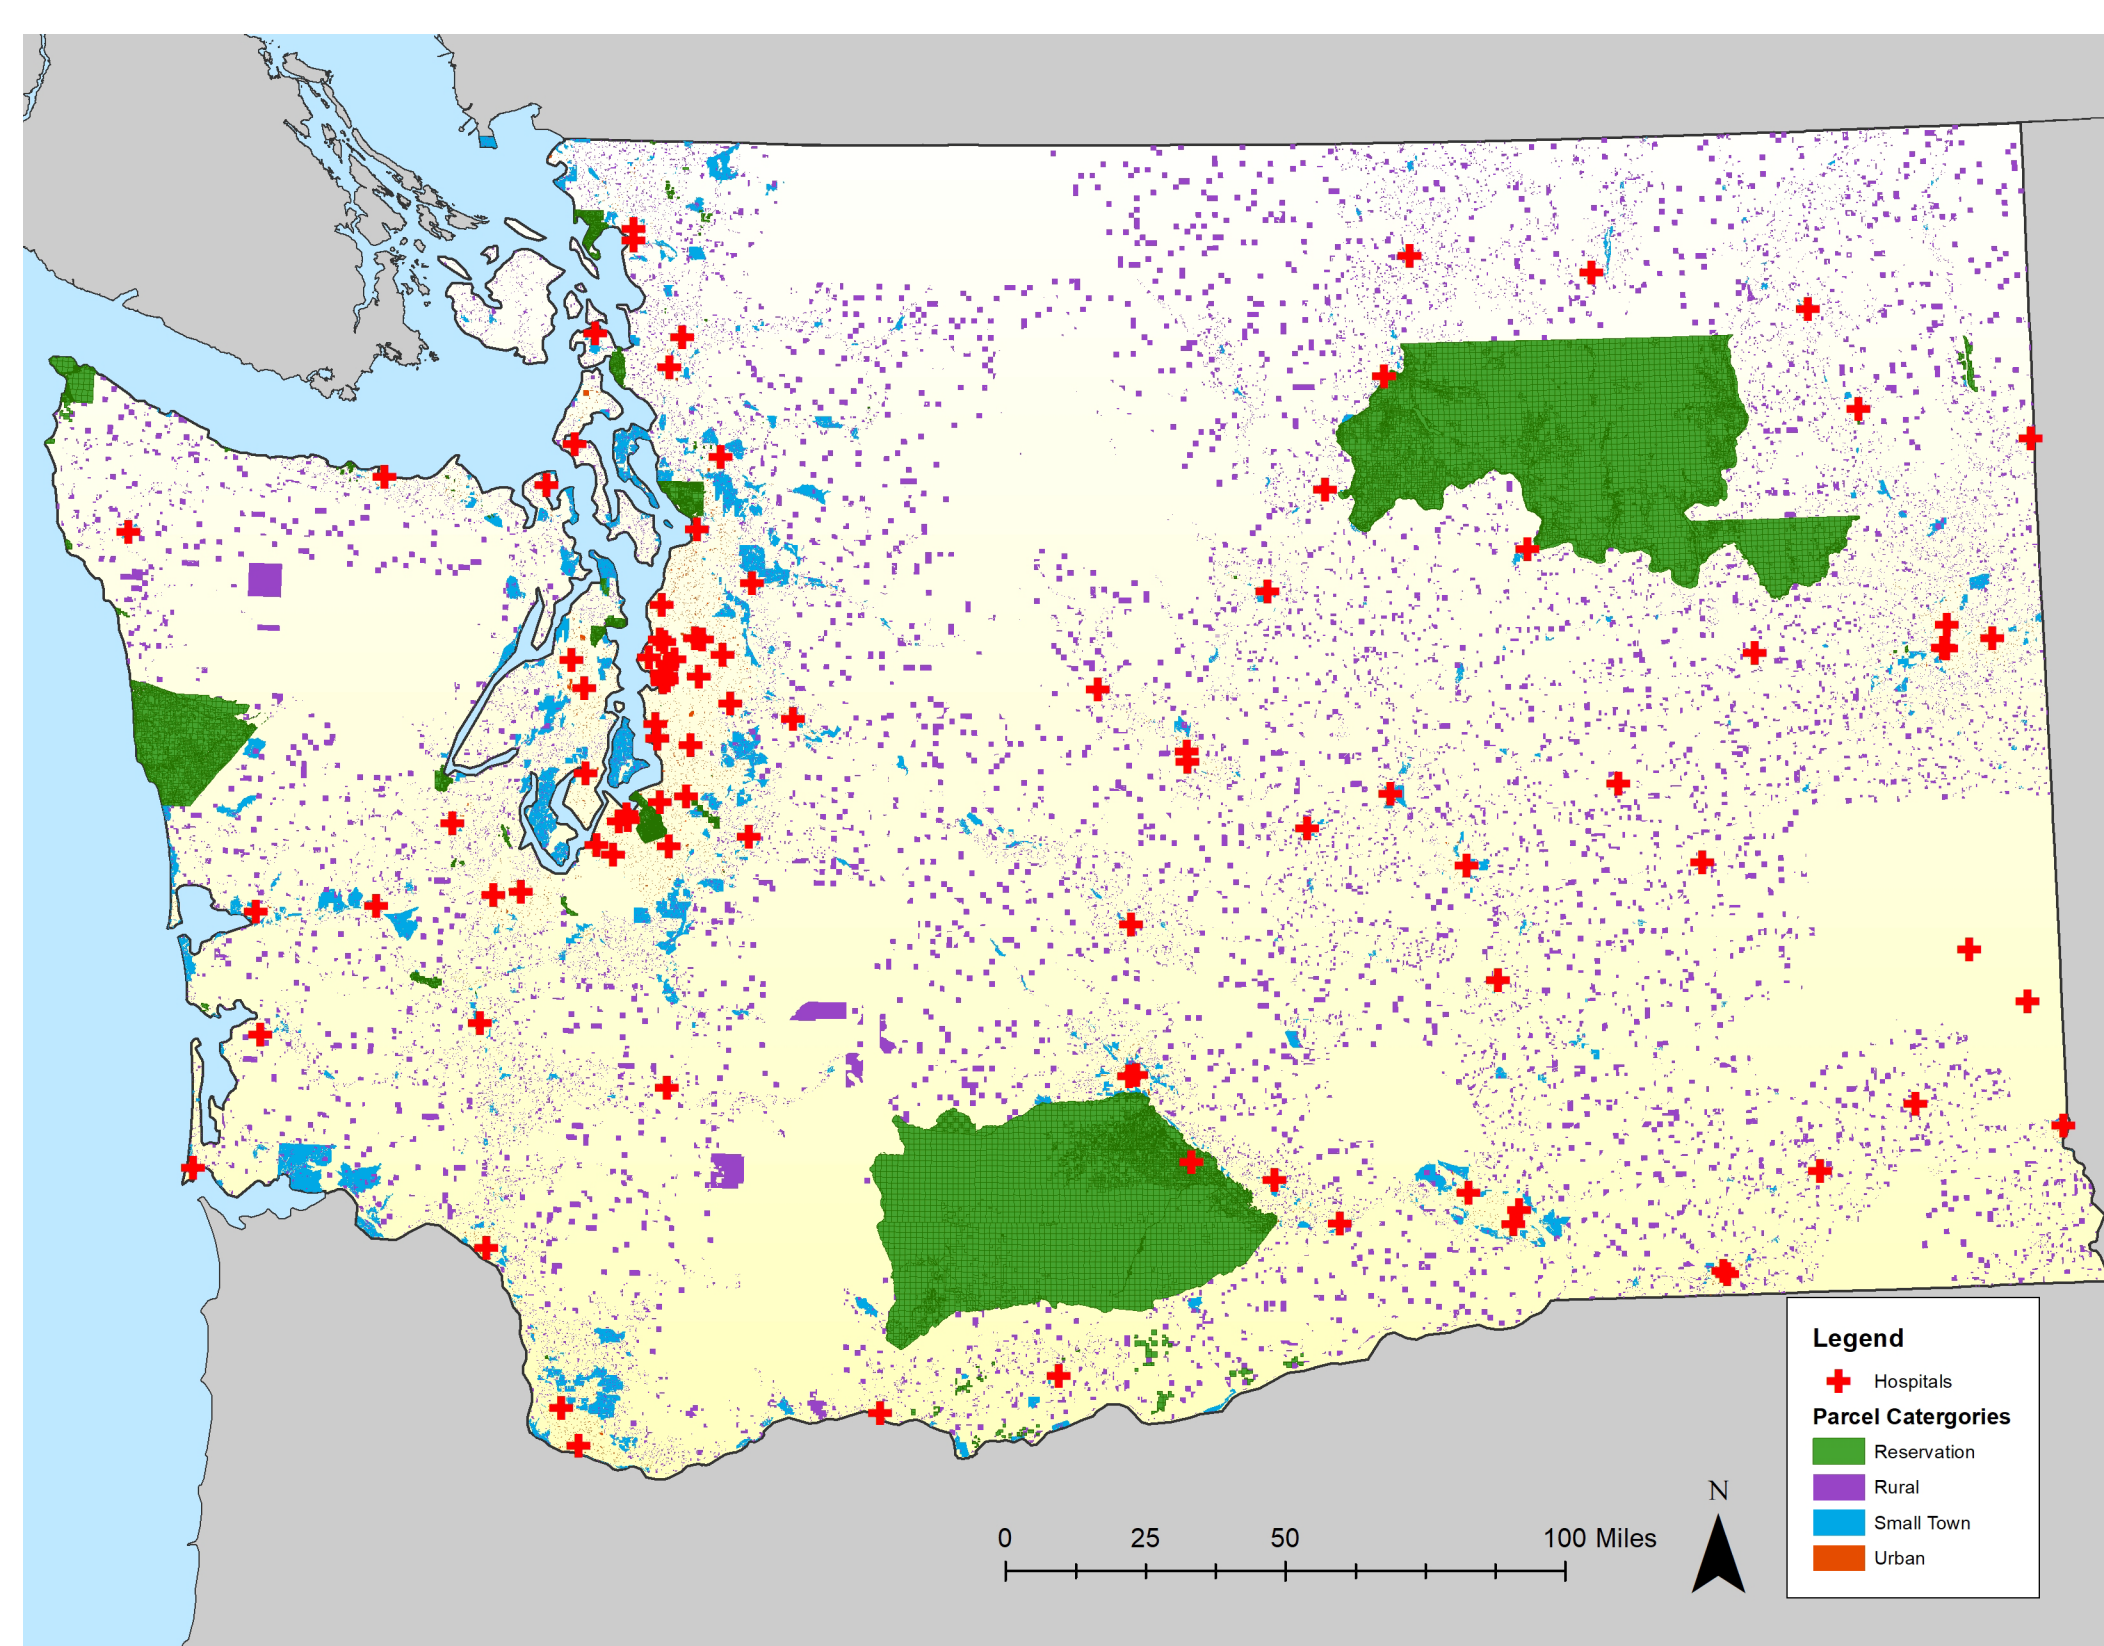 Legend
Hospitals
Parcel Catergories
Reservation
Rural
Small Town
Urban
N
0 25 50 100 Miles